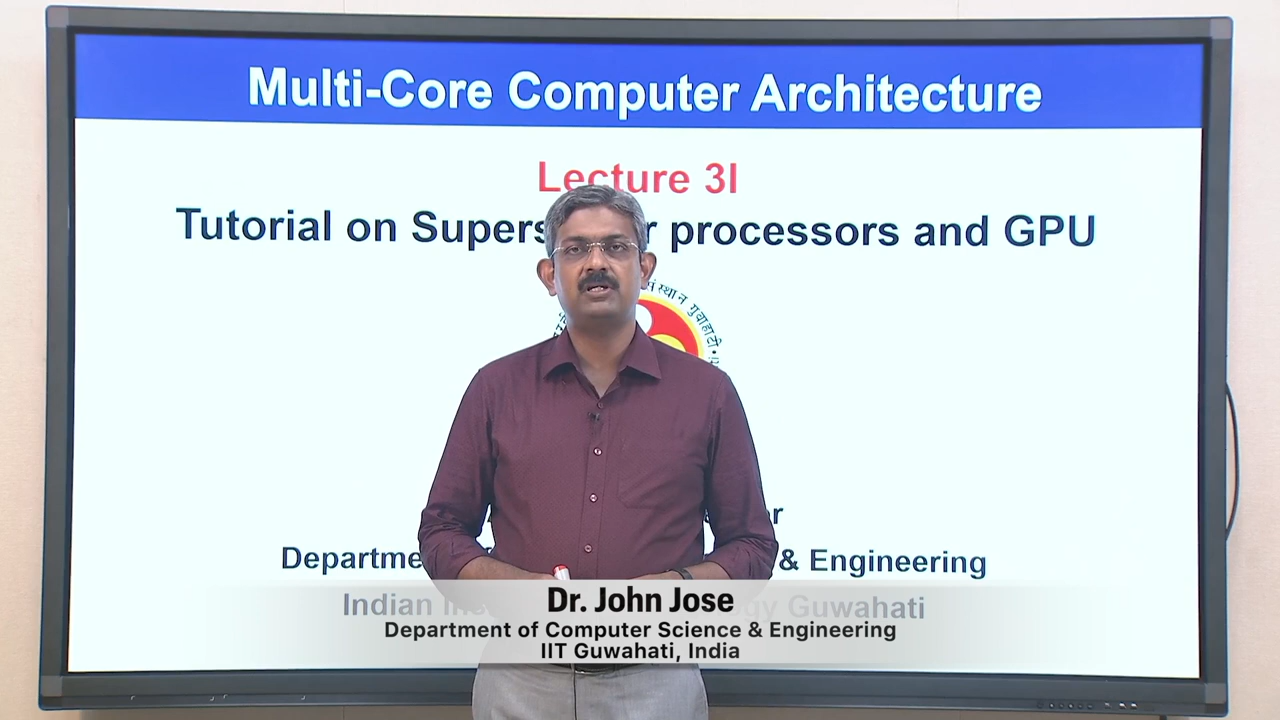 Multi-Core Computer Architecture
Lecture 3I
Tutorial on Supers r processors and GPU
संस्थान गुवाहाटी
r
Departme & Engineering
Indian Guwahati
Dr. John Jose
Department of Computer Science & Engineering
IIT Guwahati, India